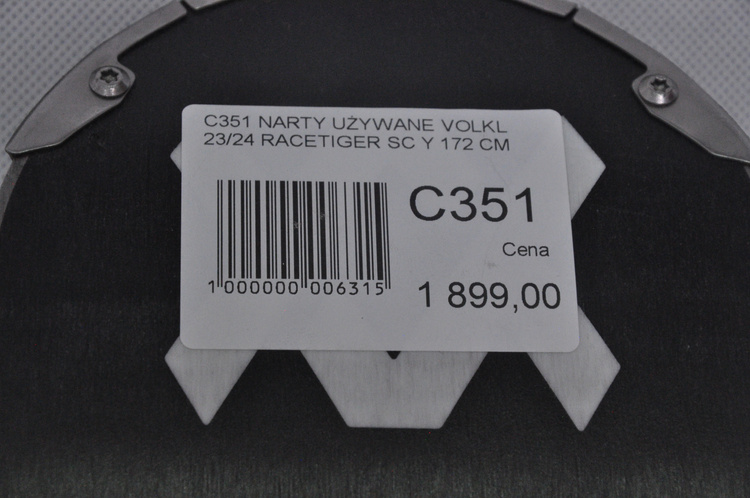 C351 NARTY UŻYWANE VOLKL
23/24 RACETIGER SC Y 172 CM
C351
Cena
1 899,00
1 000000 006315